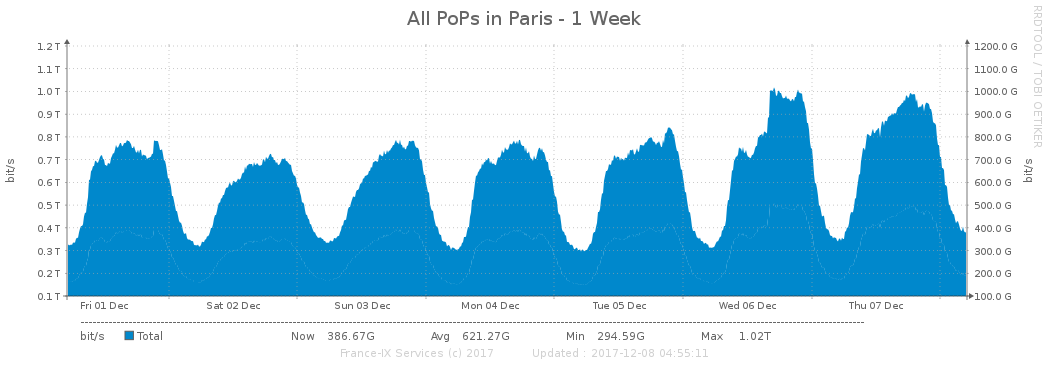 All PoPs in Paris - 1 Week
RRDTOOL / TOBI OETIKER
bit/s
1.2 T
1.1 T
1.0 T
0.9 T
0.8 T
0.7 T
0.6 T
0.5 T
0.4 T
0.3 T
0.2 T
0.1 T
1200.0 G
1100.0 G
1000.0 G
900.0 G
800.0 G
700.0 G
600.0 G
500.0 G
400.0 G
300.0 G
200.0 G
100.0 G
bit/s
Fri 01 Dec Sat 02 Dec Sun 03 Dec Mon 04 Dec Tue 05 Dec Wed 06 Dec Thu 07 Dec
bit/s Total Now 386.67G Avg 621.27G Min 294.59G Max 1.02T
France-IX Services (c) 2017 Updated : 2017-12-08 04:55:11